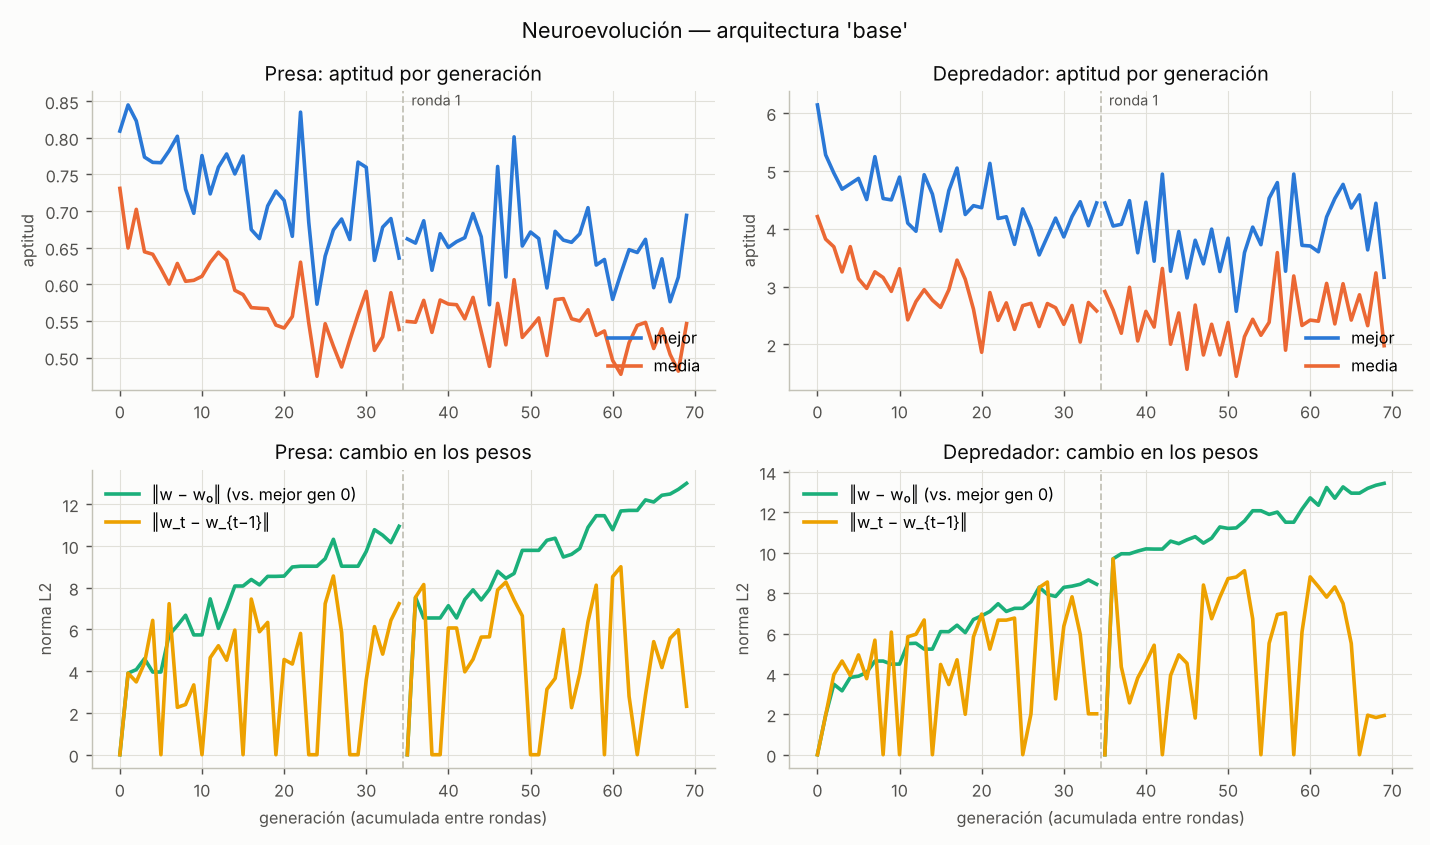 Neuroevolución — arquitectura 'base'
Presa: aptitud por generación
aptitud
0.85
0.80
0.75
0.70
0.65
0.60
0.55
0.50
ronda 1
mejor
media
0 10 20 30 40 50 60 70
Depredador: aptitud por generación
aptitud
6
5
4
3
2
ronda 1
mejor
media
0 10 20 30 40 50 60 70
Presa: cambio en los pesos
norma L2
12
10
8
6
4
2
0
‖w − w₀‖ (vs. mejor gen 0)
‖w_t − w_{t−1}‖
0 10 20 30 40 50 60 70
generación (acumulada entre rondas)
Depredador: cambio en los pesos
norma L2
14
12
10
8
6
4
2
0
‖w − w₀‖ (vs. mejor gen 0)
‖w_t − w_{t−1}‖
0 10 20 30 40 50 60 70
generación (acumulada entre rondas)